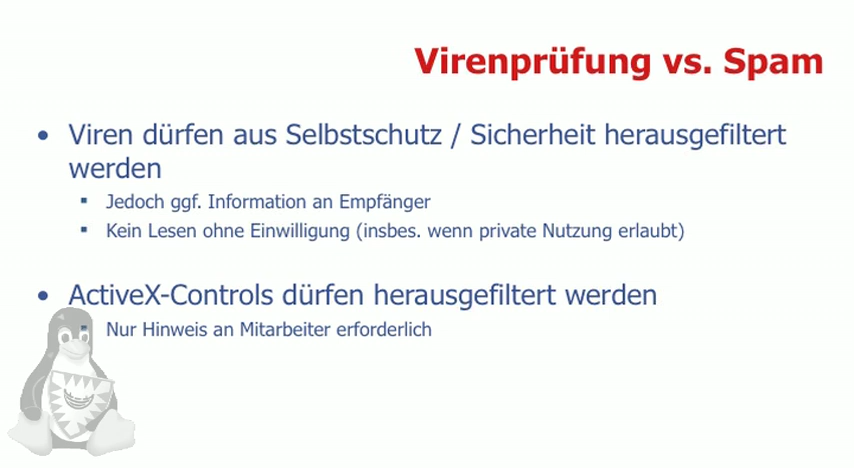 Virenprüfung vs. Spam
• Viren dürfen aus Selbstschutz / Sicherheit herausgefiltert
werden
▪ Jedoch ggf. Information an Empfänger
▪ Kein Lesen ohne Einwilligung (insbes. wenn private Nutzung erlaubt)
• ActiveX-Controls dürfen herausgefiltert werden
▪ Nur Hinweis an Mitarbeiter erforderlich